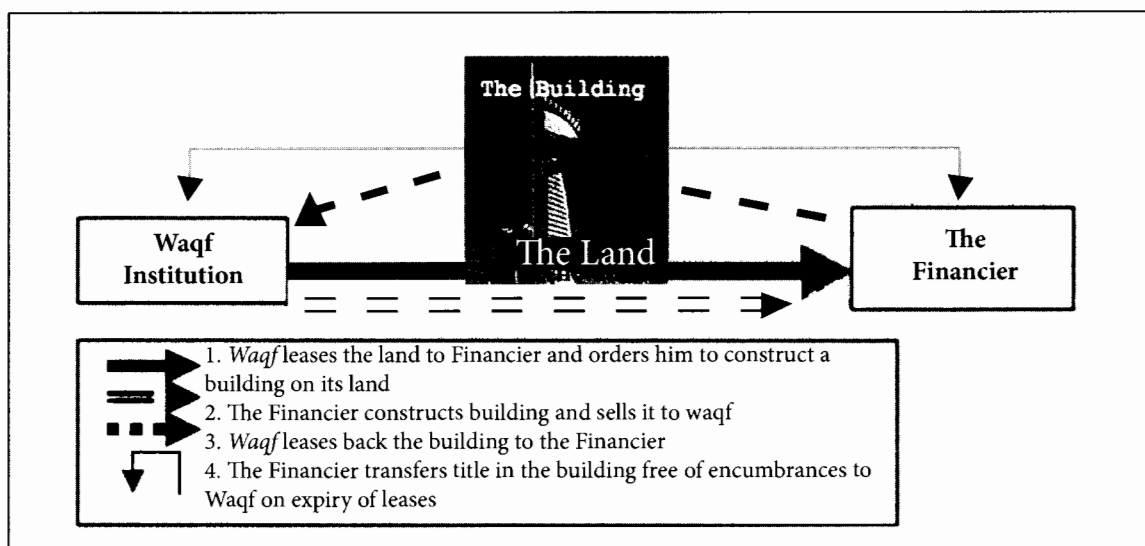 The Building
The Land
Waqf
Institution
The
Financier
1. Waqf leases the land to Financier and orders him to construct a
building on its land
2. The Financier constructs building and sells it to waqf
3. Waqf leases back the building to the Financier
4. The Financier transfers title in the building free of encumbrances to
Waqf on expiry of leases